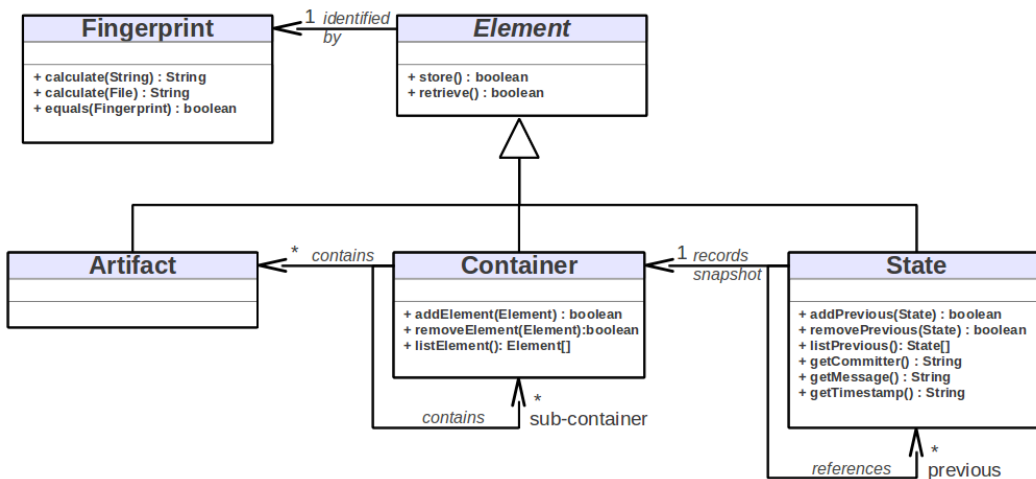 Fingerprint
+ calculate(String) : String
+ calculate(File) : String
+ equals(Fingerprint) : boolean
1 identified
by
Element
+ store() : boolean
+ retrieve() : boolean
Artifact
* contains
Container
+ addElement(Element) : boolean
+ removeElement(Element):boolean
+ listElement(): Element[]
contains
*
sub-container
1 records
snapshot
State
+ addPrevious(State) : boolean
+ removePrevious(State) : boolean
+ listPrevious(): State[]
+ getCommitter() : String
+ getMessage() : String
+ getTimestamp() : String
references
*
previous